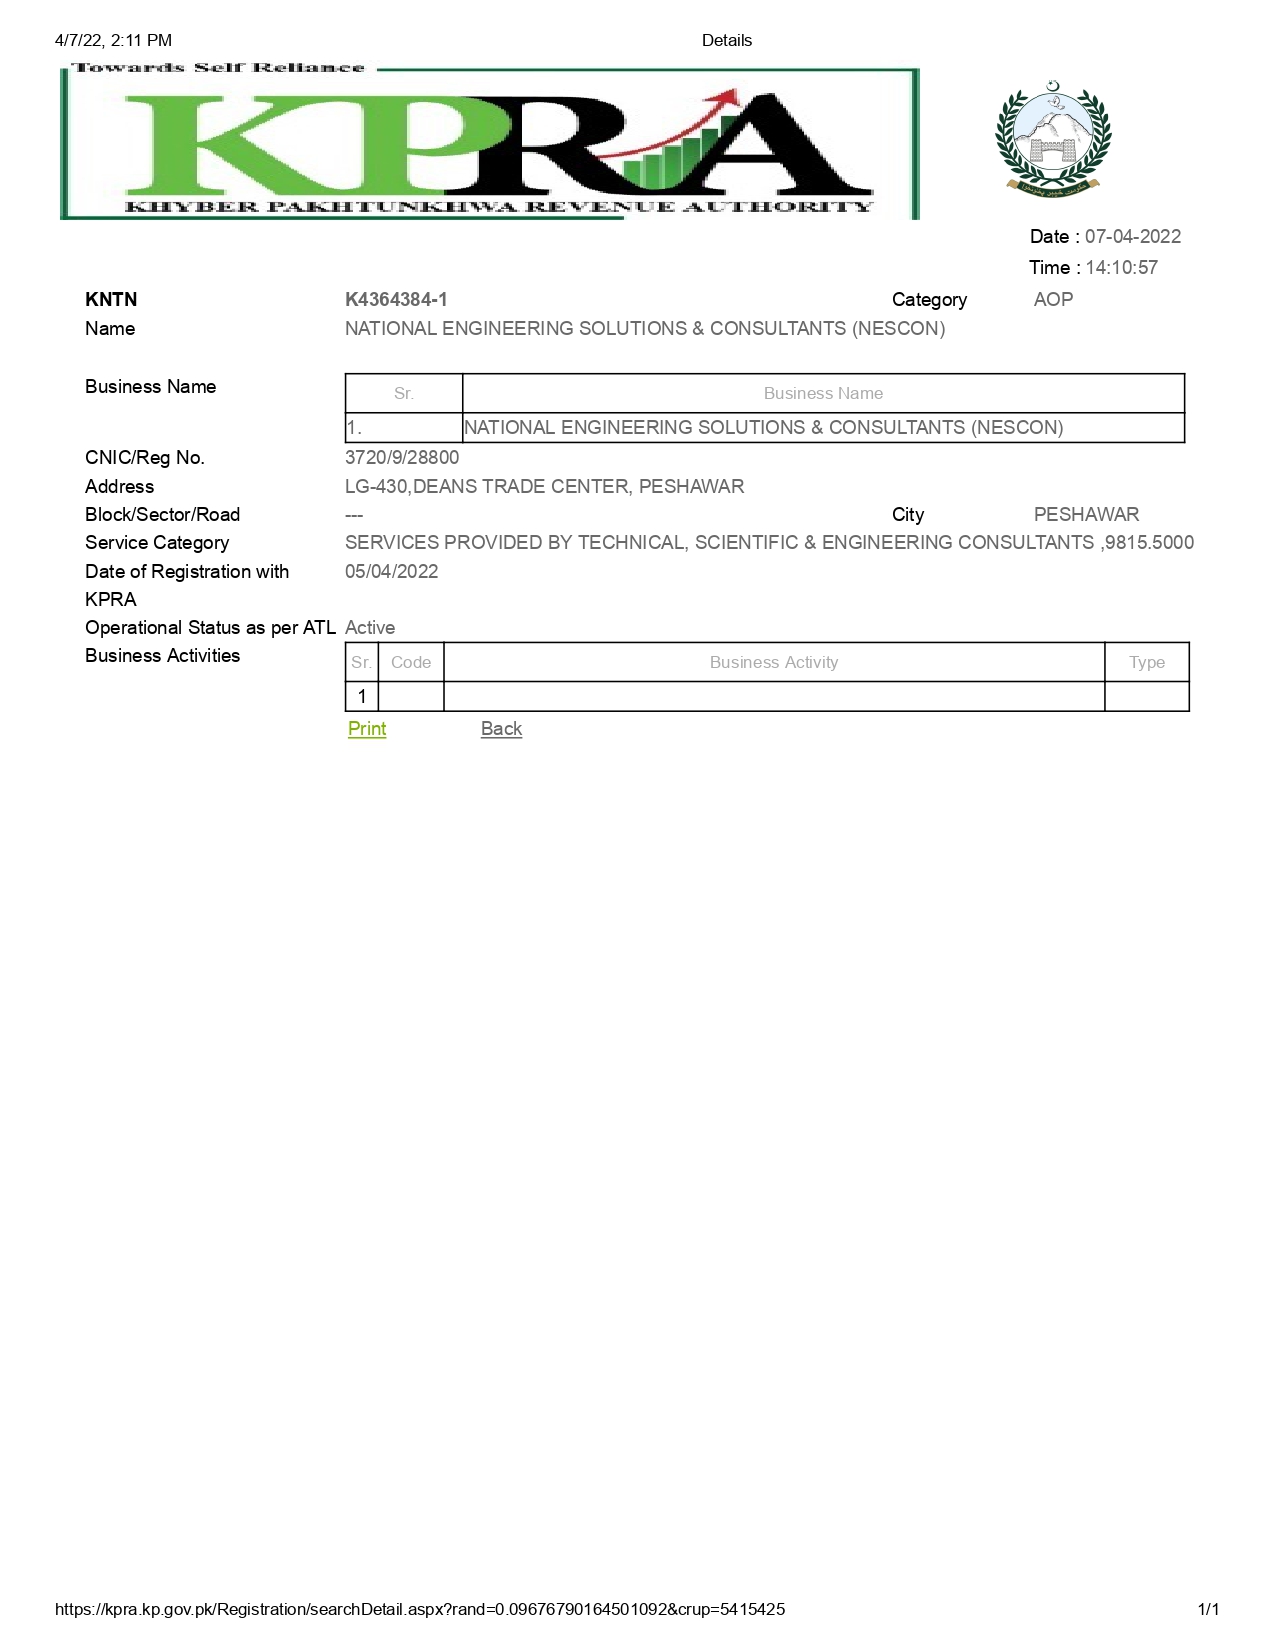 4/7/22, 2:11 PM Details
Towards Self Reliance
KPRA
KHYBER PAKHTUNKHWA REVENUE AUTHORITY
Date : 07-04-2022
Time : 14:10:57
KNTN K4364384-1 Category AOP
Name NATIONAL ENGINEERING SOLUTIONS & CONSULTANTS (NESCON)
Business Name
Sr. Business Name
1. NATIONAL ENGINEERING SOLUTIONS & CONSULTANTS (NESCON)
CNIC/Reg No. 3720/9/28800
Address LG-430,DEANS TRADE CENTER, PESHAWAR
Block/Sector/Road --- City PESHAWAR
Service Category SERVICES PROVIDED BY TECHNICAL, SCIENTIFIC & ENGINEERING CONSULTANTS ,9815.5000
Date of Registration with 05/04/2022
KPRA
Operational Status as per ATL Active
Business Activities
Sr. Code Business Activity Type
1
Print Back
https://kpra.kp.gov.pk/Registration/searchDetail.aspx?rand=0.09676790164501092&crup=5415425 1/1